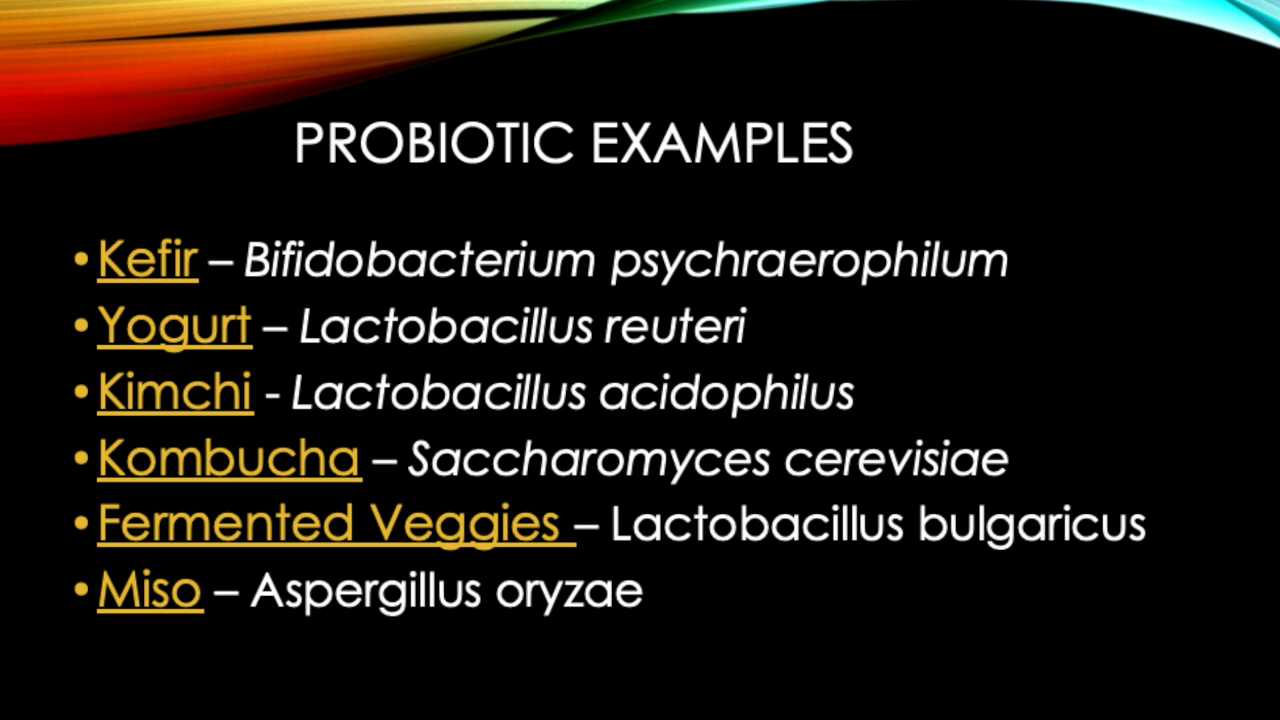 PROBIOTIC EXAMPLES
•Kefir – Bifidobacterium psychraerophilum
•Yogurt – Lactobacillus reuteri
•Kimchi - Lactobacillus acidophilus
•Kombucha – Saccharomyces cerevisiae
•Fermented Veggies – Lactobacillus bulgaricus
•Miso – Aspergillus oryzae